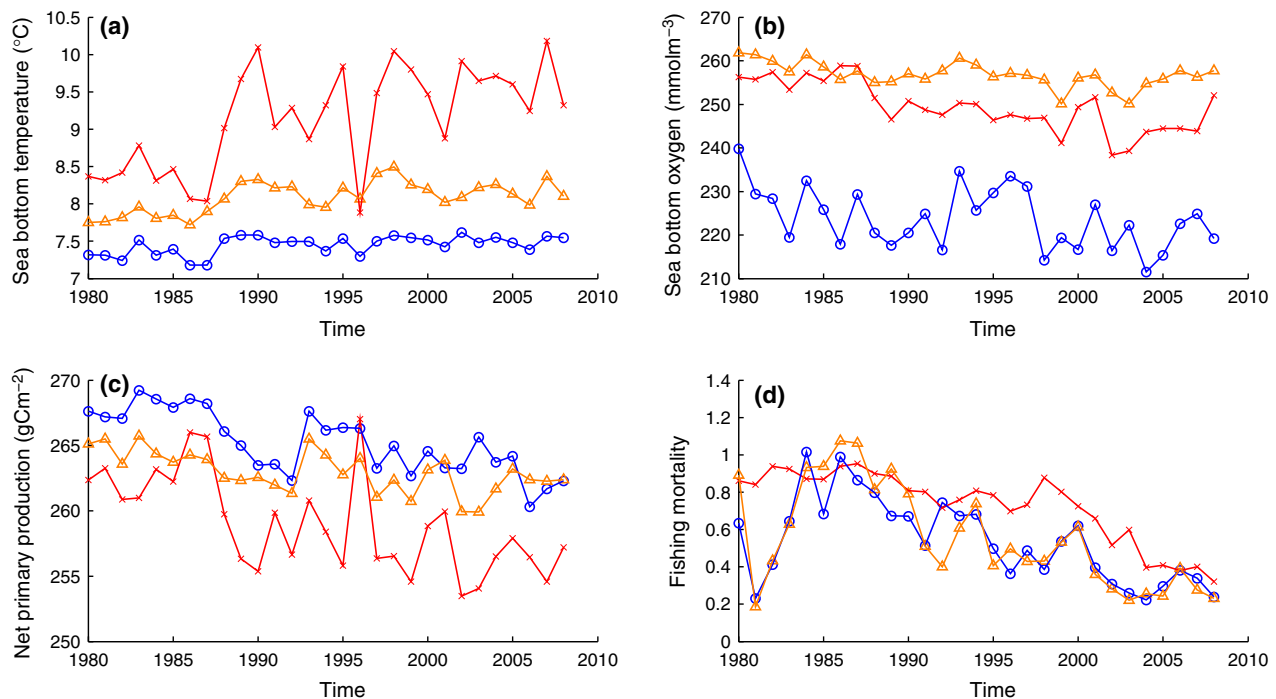 (a)
Sea bottom temperature (°C)
10.5
10
9.5
9
8.5
8
7.5
7
1980 1985 1990 1995 2000 2005 2010
Time
(b)
Sea bottom oxygen (mmolm⁻³)
270
260
250
240
230
220
210
1980 1985 1990 1995 2000 2005 2010
Time
(c)
Net primary production (gCm⁻²)
270
265
260
255
250
1980 1985 1990 1995 2000 2005 2010
Time
(d)
Fishing mortality
1.4
1.2
1
0.8
0.6
0.4
0.2
0
1980 1985 1990 1995 2000 2005 2010
Time